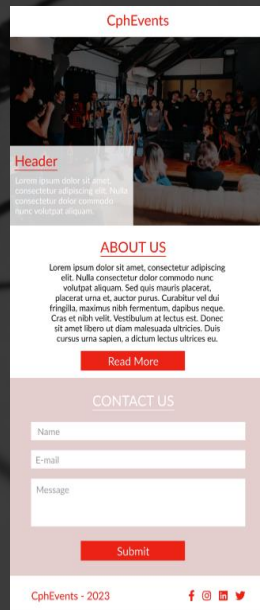 CphEvents
Header
Lorem ipsum dolor sit amet,
consectetur adipiscing elit. Nulla
consectetur dolor commodo
nunc volutpat aliquam.
ABOUT US
Lorem ipsum dolor sit amet, consectetur adipiscing
elit. Nulla consectetur dolor commodo nunc
volutpat aliquam. Sed quis mauris placerat,
placerat urna et, auctor purus. Curabitur vel dui
fringilla, maximus nibh fermentum, dapibus neque.
Cras et nibh velit. Vestibulum at lectus est. Donec
sit amet libero ut diam malesuada ultricies. Duis
cursus urna sapien, a dictum lectus ultrices eu.
Read More
CONTACT US
Name
E-mail
Message
Submit
CphEvents - 2023